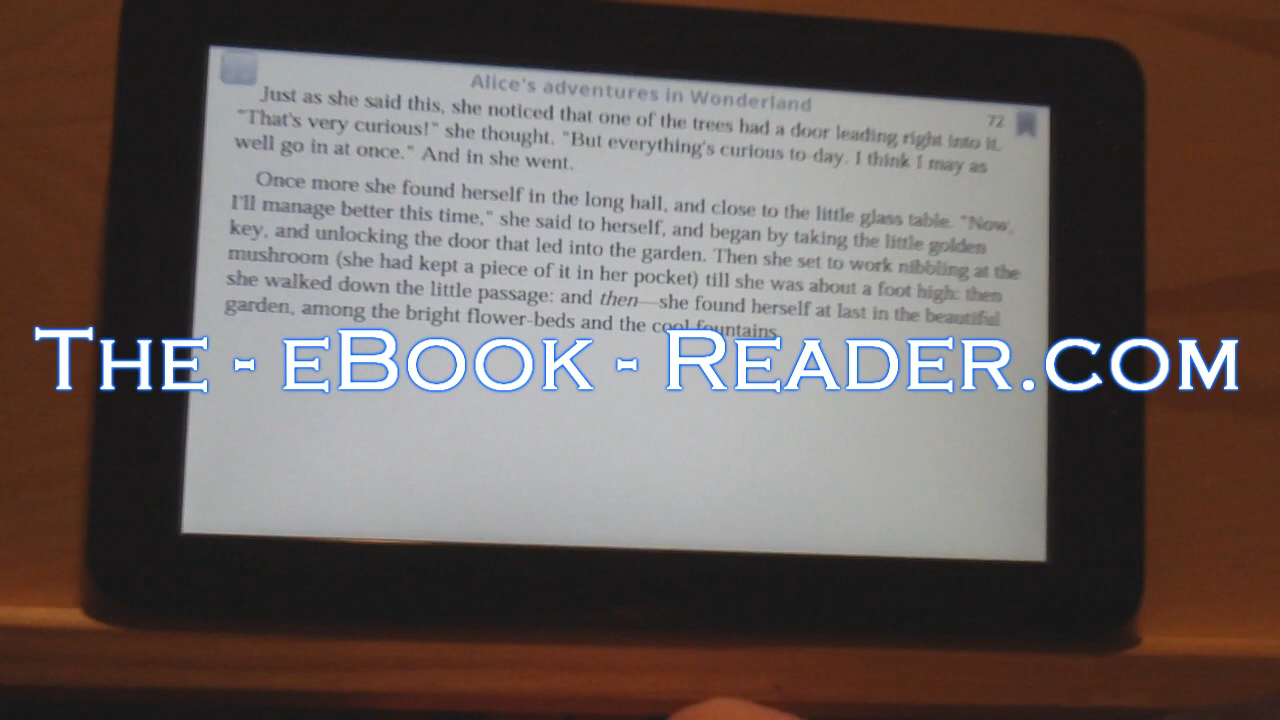 Alice's adventures in Wonderland
72
Just as she said this, she noticed that one of the trees had a door leading right into it.
"That's very curious!" she thought. "But everything's curious to-day. I think I may as
well go in at once." And in she went.
Once more she found herself in the long hall, and close to the little glass table. "Now,
I'll manage better this time," she said to herself, and began by taking the little golden
key, and unlocking the door that led into the garden. Then she set to work nibbling at the
mushroom (she had kept a piece of it in her pocket) till she was about a foot high: then
she walked down the little passage: and then—she found herself at last in the beautiful
garden, among the bright flower-beds and the cool fountains.
The - eBook - Reader.com